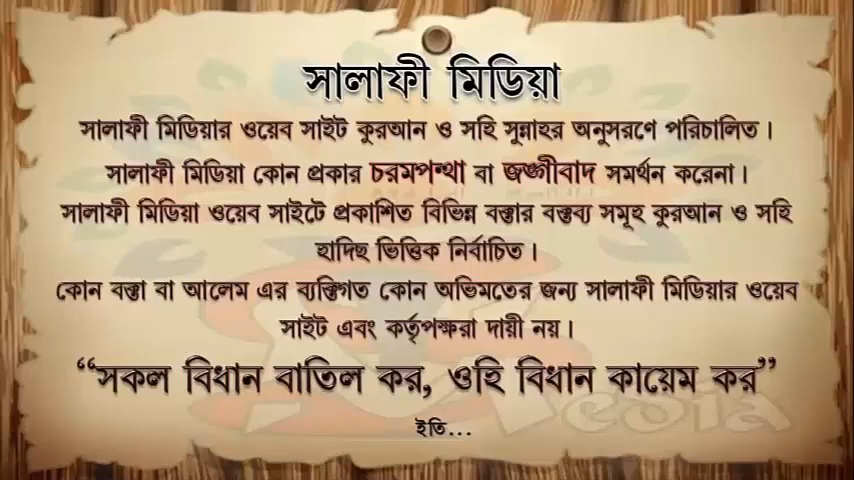 সালাফী মিডিয়া
সালাফী মিডিয়ার ওয়েব সাইট কুরআন ও সহি সুন্নাহর অনুসরণে পরিচালিত।
সালাফী মিডিয়া কোন প্রকার চরমপন্থা বা জঙ্গীবাদ সমর্থন করেনা।
সালাফী মিডিয়া ওয়েব সাইটে প্রকাশিত বিভিন্ন বক্তার বক্তব্য সমূহ কুরআন ও সহি
হাদিছ ভিত্তিক নির্বাচিত।
কোন বক্তা বা আলেম এর ব্যক্তিগত কোন অভিমতের জন্য সালাফী মিডিয়ার ওয়েব
সাইট এবং কর্তৃপক্ষরা দায়ী নয়।
“সকল বিধান বাতিল কর, ওহি বিধান কায়েম কর”
ইতি...